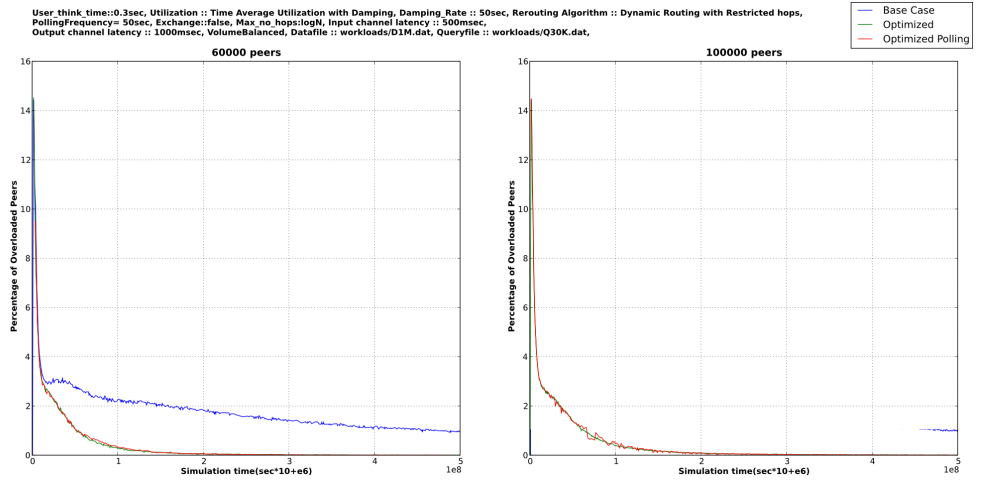 User_think_time::0.3sec, Utilization :: Time Average Utilization with Damping, Damping_Rate :: 50sec, Rerouting Algorithm :: Dynamic Routing with Restricted hops,
PollingFrequency= 50sec, Exchange::false, Max_no_hops:logN, Input channel latency :: 500msec,
Output channel latency :: 1000msec, VolumeBalanced, Datafile :: workloads/D1M.dat, Queryfile :: workloads/Q30K.dat,
Base Case
Optimized
Optimized Polling
60000 peers
Percentage of Overloaded Peers
16
14
12
10
8
6
4
2
0
0 1 2 3 4 5
1e8
Simulation time(sec*10+e6)
100000 peers
Percentage of Overloaded Peers
16
14
12
10
8
6
4
2
0
0 1 2 3 4 5
1e8
Simulation time(sec*10+e6)